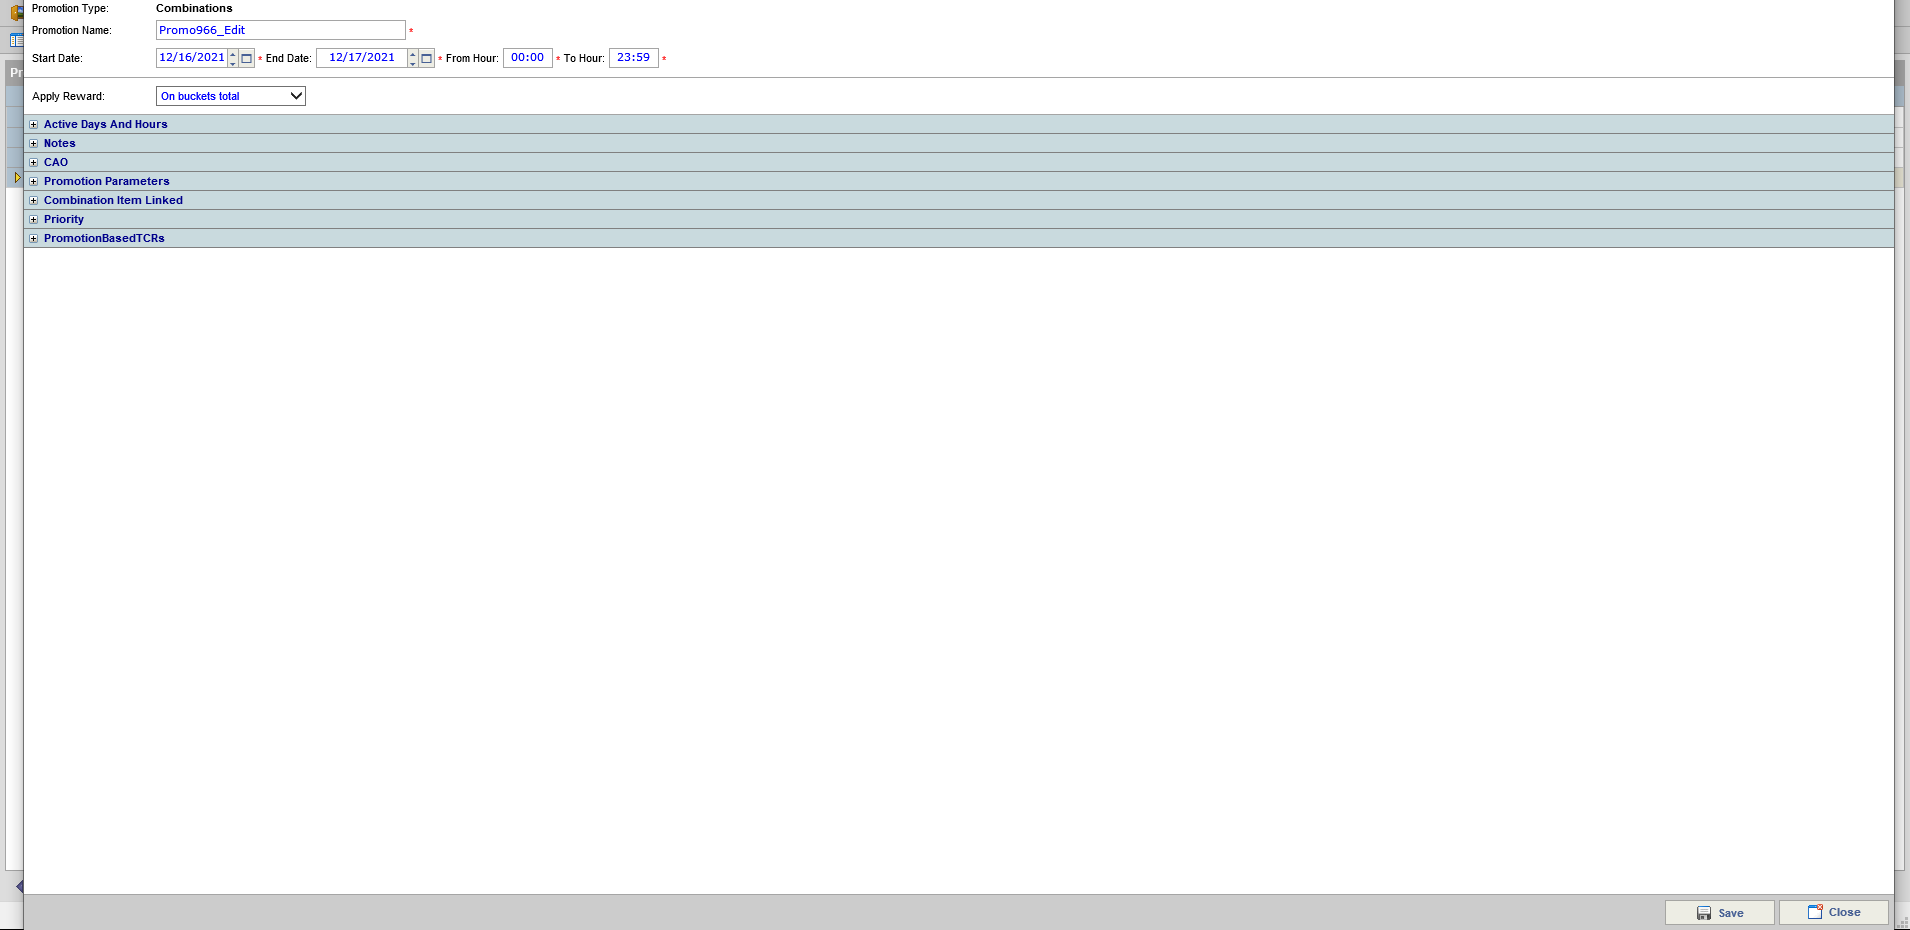 Promotion Type: Combinations
Promotion Name: Promo966_Edit *
Start Date: 12/16/2021 * End Date: 12/17/2021 * From Hour: 00:00 * To Hour: 23:59 *
Pr
Apply Reward: On buckets total
Active Days And Hours
Notes
CAO
Promotion Parameters
Combination Item Linked
Priority
PromotionBasedTCRs
Save Close